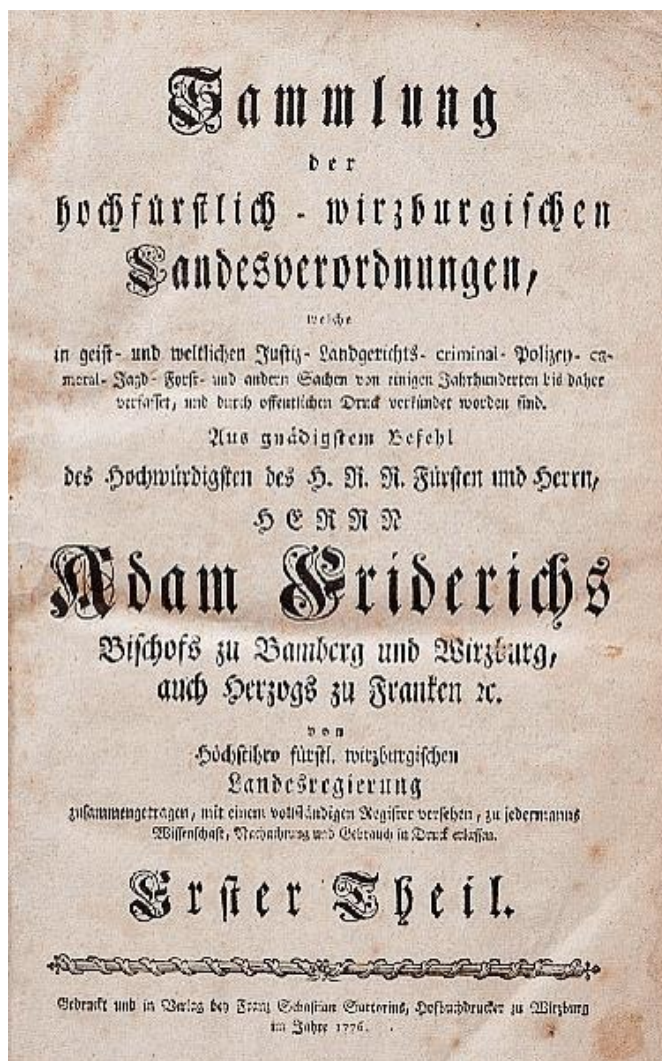 Sammlung
der
hochfürstlich - wirzburgischen
Landesverordnungen,
welche
in geist- und weltlichen Justiz- Landgerichts- criminal- Polizey- ca-
meral- Jagd- Forst- und andern Sachen von einigen Jahrhunderten bis daher
verfasset, und durch offentlichen Druck verkündet worden sind.
Aus gnädigstem Befehl
des Hochwürdigsten des H. R. R. Fürsten und Herrn,
HERRN
Adam Friderichs
Bischofs zu Bamberg und Wirzburg,
auch Herzogs zu Franken ꝛc.
von
Höchstihro fürstl. wirzburgischen
Landesregierung
zusammengetragen, mit einem vollständigen Register versehen, zu jedermanns
Wissenschaft, Nachachtung und Gebrauch in Druck erlassen.
Erster Theil.
Gedruckt und in Verlag bey Franz Sebastian Sartorius, Hofbuchdrucker zu Wirzburg
im Jahre 1776.